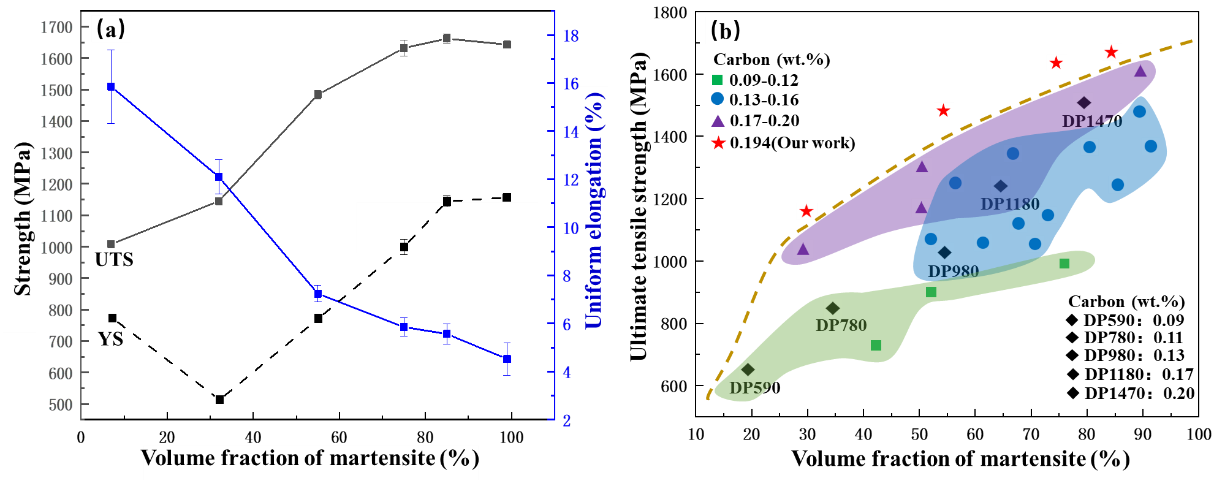 (a)
1700
1600
1500
1400
1300
1200
1100
1000
900
800
700
600
500
Strength (MPa)
UTS
YS
18
16
14
12
10
8
6
4
2
Uniform elongation (%)
0 20 40 60 80 100
Volume fraction of martensite (%)
(b)
1800
1600
1400
1200
1000
800
600
Ultimate tensile strength (MPa)
Carbon (wt.%)
0.09-0.12
0.13-0.16
0.17-0.20
0.194(Our work)
DP1470
DP1180
DP980
DP780
DP590
Carbon (wt.%)
DP590：0.09
DP780：0.11
DP980：0.13
DP1180：0.17
DP1470：0.20
10 20 30 40 50 60 70 80 90 100
Volume fraction of martensite (%)